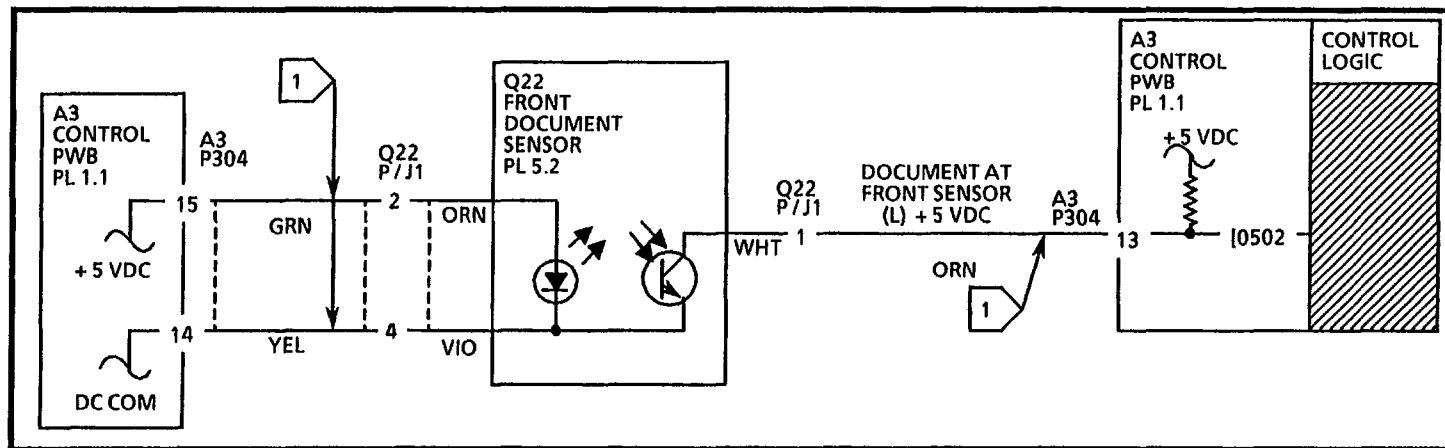 A3
CONTROL
PWB
PL 1.1
A3
P304
15
+ 5 VDC
14
DC COM
1
GRN
YEL
Q22
P / J1
2
4
ORN
VIO
Q22
FRONT
DOCUMENT
SENSOR
PL 5.2
WHT
Q22
P / J1
1
DOCUMENT AT
FRONT SENSOR
(L) + 5 VDC
ORN
1
A3
P304
13
A3
CONTROL
PWB
PL 1.1
+ 5 VDC
[0502
CONTROL
LOGIC